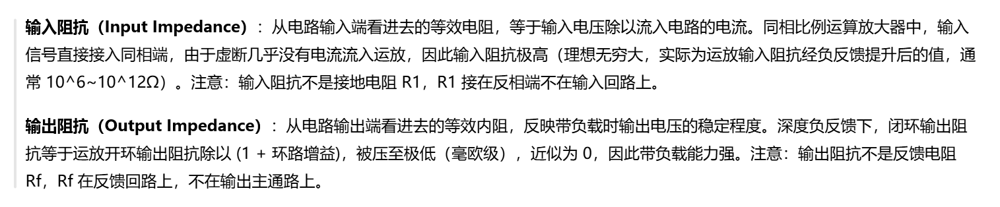 输入阻抗（Input Impedance）：从电路输入端看进去的等效电阻，等于输入电压除以流入电路的电流。同相比例运算放大器中，输入
信号直接接入同相端，由于虚断几乎没有电流流入运放，因此输入阻抗极高（理想无穷大，实际为运放输入阻抗经负反馈提升后的值，通
常 10^6~10^12Ω）。注意：输入阻抗不是接地电阻 R1，R1 接在反相端不在输入回路上。
输出阻抗（Output Impedance）：从电路输出端看进去的等效内阻，反映带负载时输出电压的稳定程度。深度负反馈下，闭环输出阻
抗等于运放开环输出阻抗除以 (1 + 环路增益)，被压至极低（毫欧级），近似为 0，因此带负载能力强。注意：输出阻抗不是反馈电阻
Rf，Rf 在反馈回路上，不在输出主通路上。